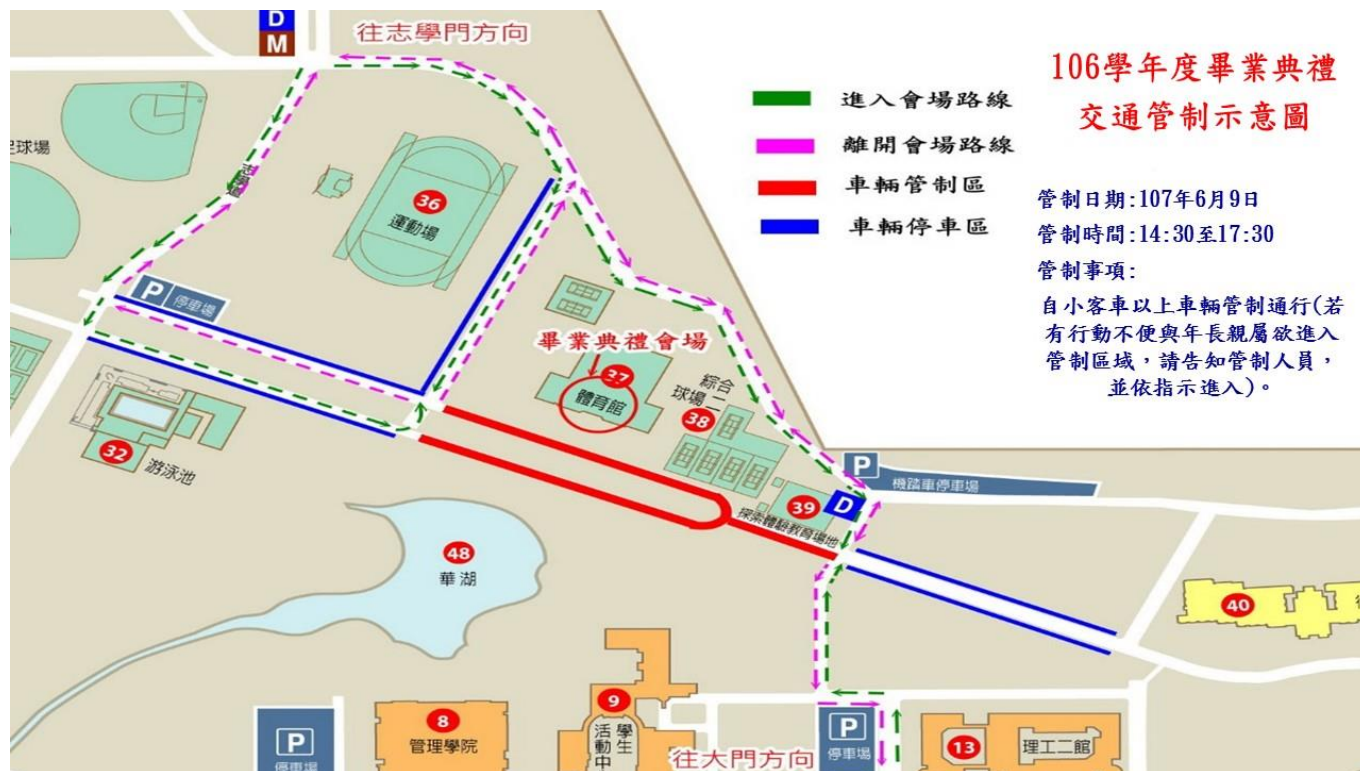 106學年度畢業典禮
交通管制示意圖
管制日期:107年6月9日
管制時間:14:30至17:30
管制事項:
自小客車以上車輛管制通行(若
有行動不便與年長親屬欲進入
管制區域，請告知管制人員，
並依指示進入)。
進入會場路線
離開會場路線
車輛管制區
車輛停車區
D
M
往志學門方向
足球場
志學路
36
運動場
P 停車場
畢業典禮會場
37
體育館
綜合
球場二
38
32
游泳池
P
機踏車停車場
39
D
探索體驗教育場地
48
華湖
40
9
學生
活動中
8
管理學院
P
停車場
P
停車場
13
理工二館
往大門方向